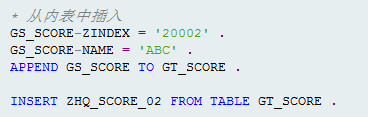 * 从内表中插入
GS_SCORE-ZINDEX = '20002' .
GS_SCORE-NAME = 'ABC' .
APPEND GS_SCORE TO GT_SCORE .
INSERT ZHQ_SCORE_02 FROM TABLE GT_SCORE .